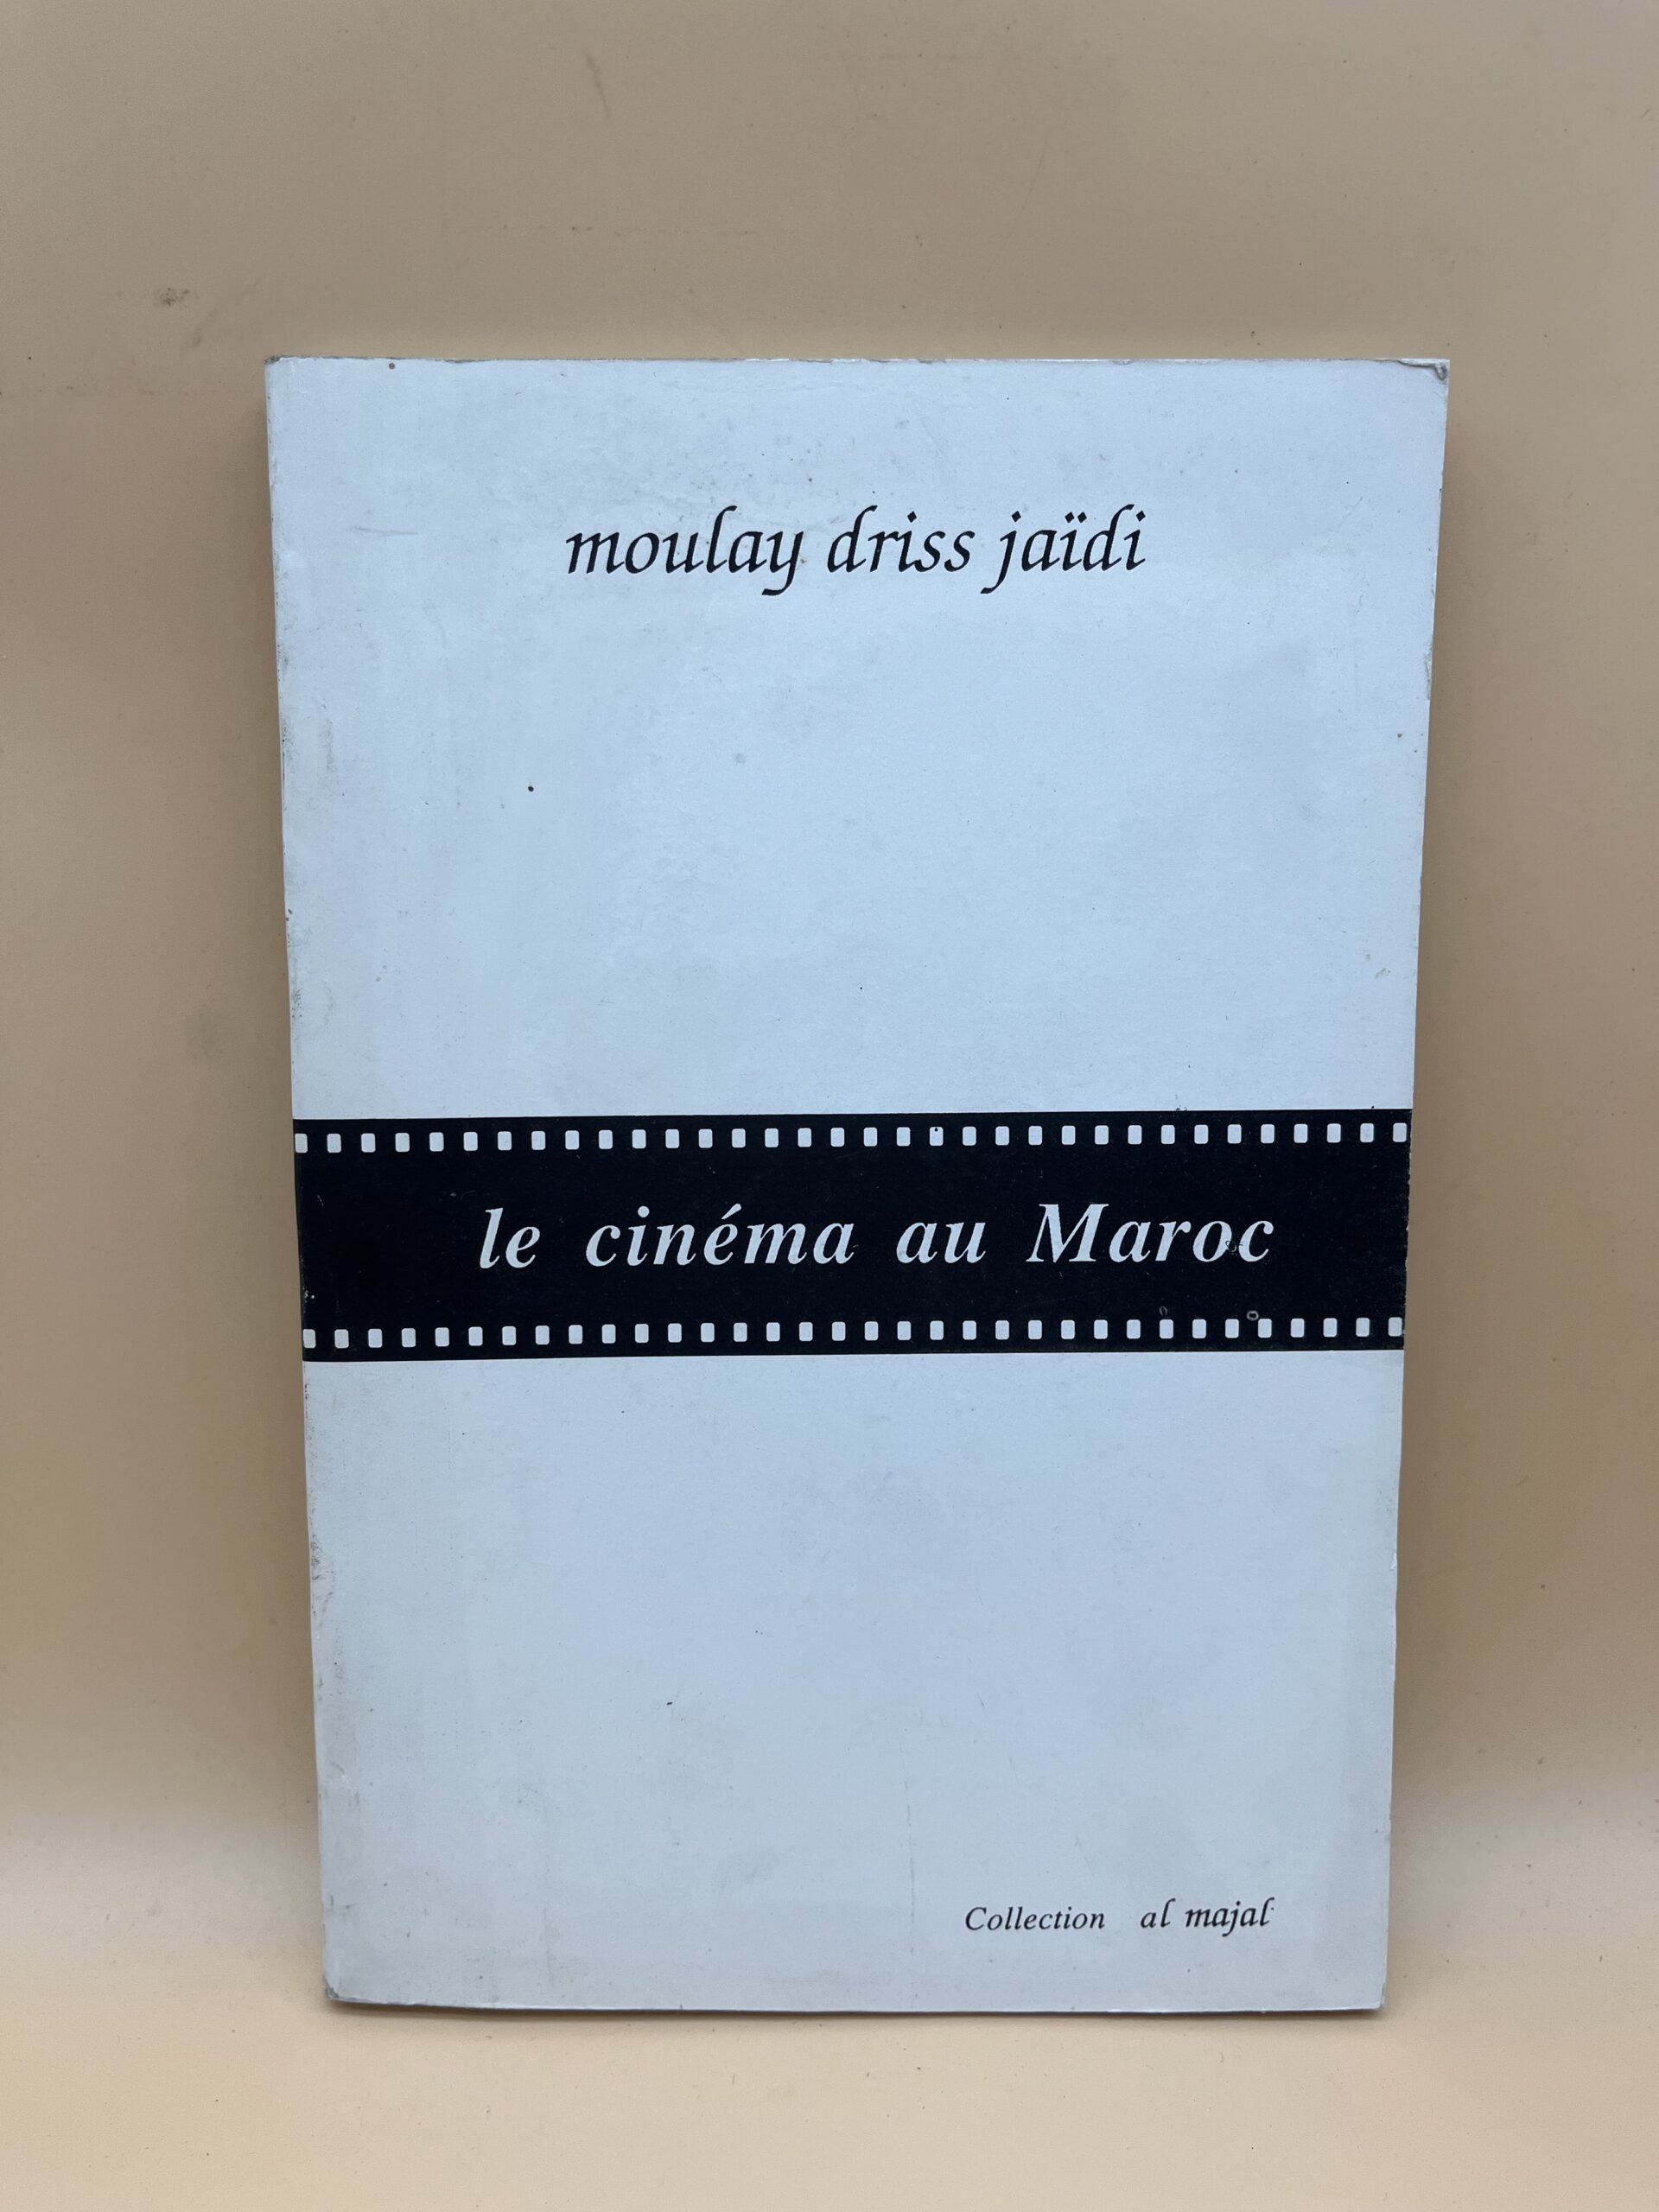 moulay driss jaïdi
le cinéma au Maroc
Collection al majal